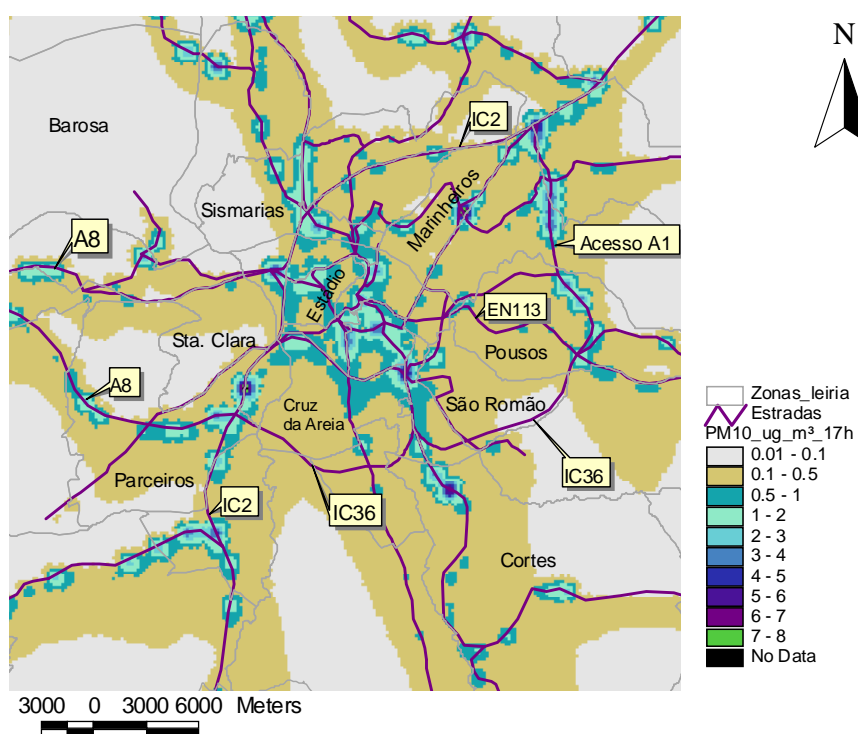 N
IC2
Barosa
Marinheiros
Sismarias
A8
Acesso A1
Estádio
EN113
Sta. Clara
Pousos
A8
Cruz
da Areia
São Romão
Zonas_leiria
Estradas
PM10_ug_m³_17h
0.01 - 0.1
0.1 - 0.5
0.5 - 1
1 - 2
2 - 3
3 - 4
4 - 5
5 - 6
6 - 7
7 - 8
No Data
Parceiros
IC36
IC2
IC36
Cortes
3000 0 3000 6000 Meters